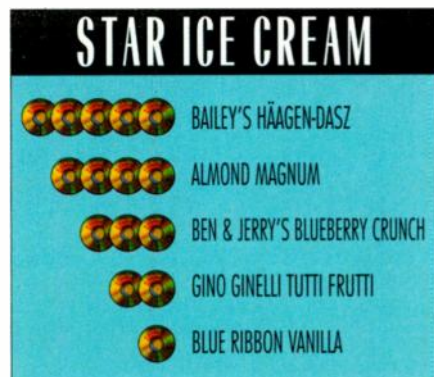 STAR ICE CREAM
BAILEY'S HÄAGEN-DASZ
ALMOND MAGNUM
BEN & JERRY'S BLUEBERRY CRUNCH
GINO GINELLI TUTTI FRUTTI
BLUE RIBBON VANILLA